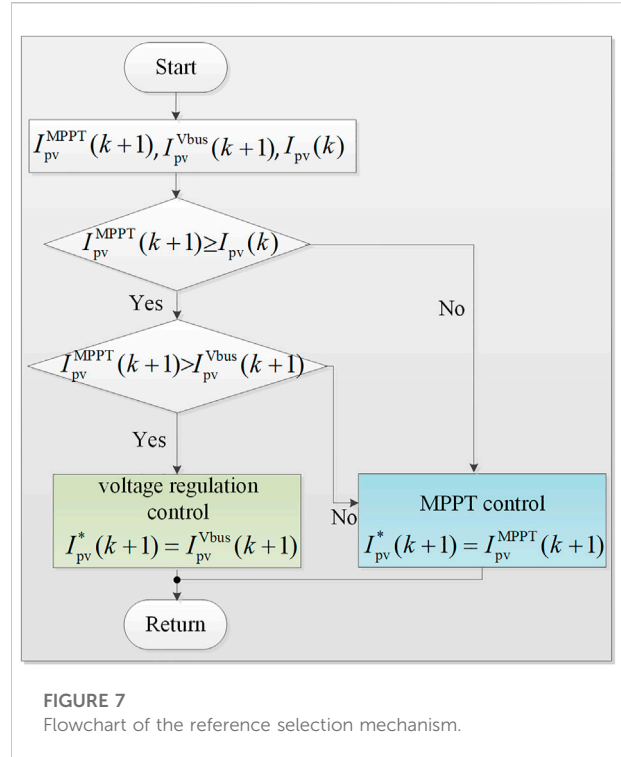 Start
I_pv^MPPT(k+1), I_pv^Vbus(k+1), I_pv(k)
I_pv^MPPT(k+1)≥I_pv(k)
Yes
No
I_pv^MPPT(k+1)>I_pv^Vbus(k+1)
Yes
voltage regulation
control
I_pv^*(k+1) = I_pv^Vbus(k+1)
No
MPPT control
I_pv^*(k+1) = I_pv^MPPT(k+1)
Return
FIGURE 7
Flowchart of the reference selection mechanism.